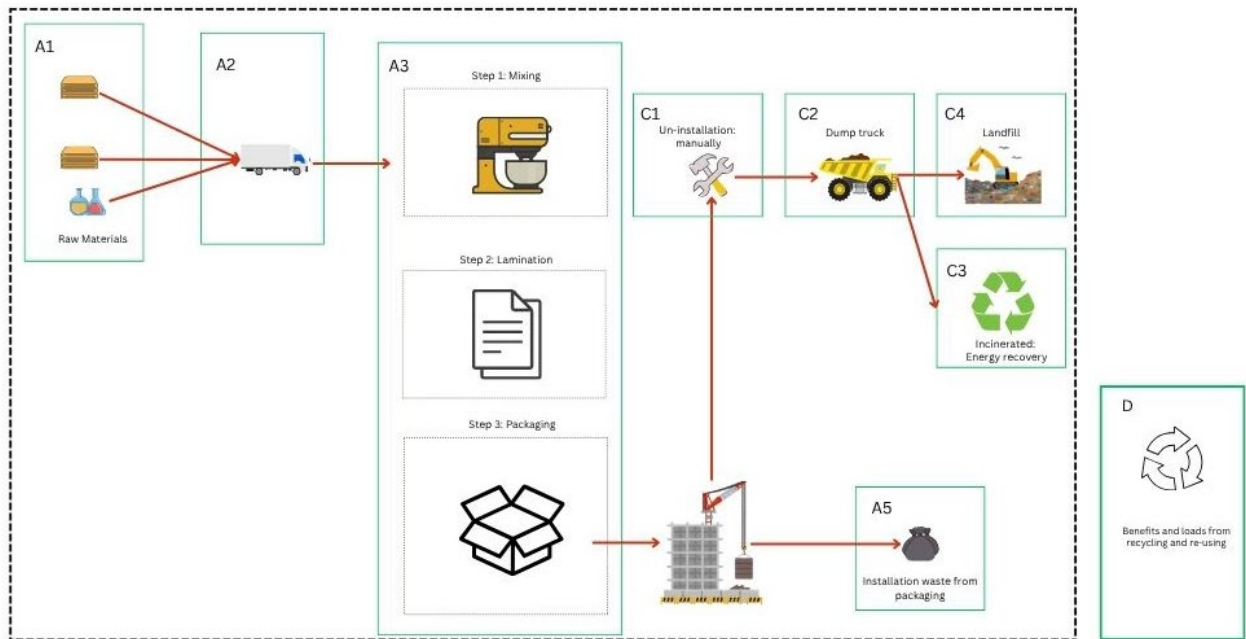 A1
Raw Materials
A2
A3
Step 1: Mixing
Step 2: Lamination
Step 3: Packaging
C1
Un-installation:
manually
C2
Dump truck
C4
Landfill
C3
Incinerated:
Energy recovery
A5
Installation waste from
packaging
D
Benefits and loads from
recycling and re-using